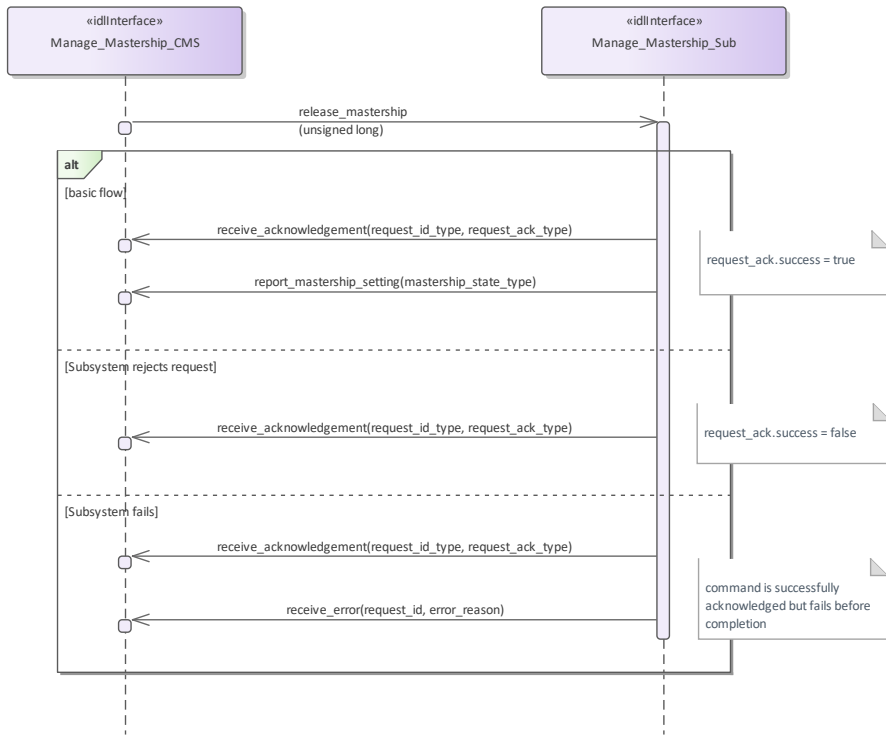 «idlInterface»
Manage_Mastership_CMS
«idlInterface»
Manage_Mastership_Sub
release_mastership
(unsigned long)
alt
[basic flow]
receive_acknowledgement(request_id_type, request_ack_type)
request_ack.success = true
report_mastership_setting(mastership_state_type)
[Subsystem rejects request]
receive_acknowledgement(request_id_type, request_ack_type)
request_ack.success = false
[Subsystem fails]
receive_acknowledgement(request_id_type, request_ack_type)
command is successfully
acknowledged but fails before
completion
receive_error(request_id, error_reason)